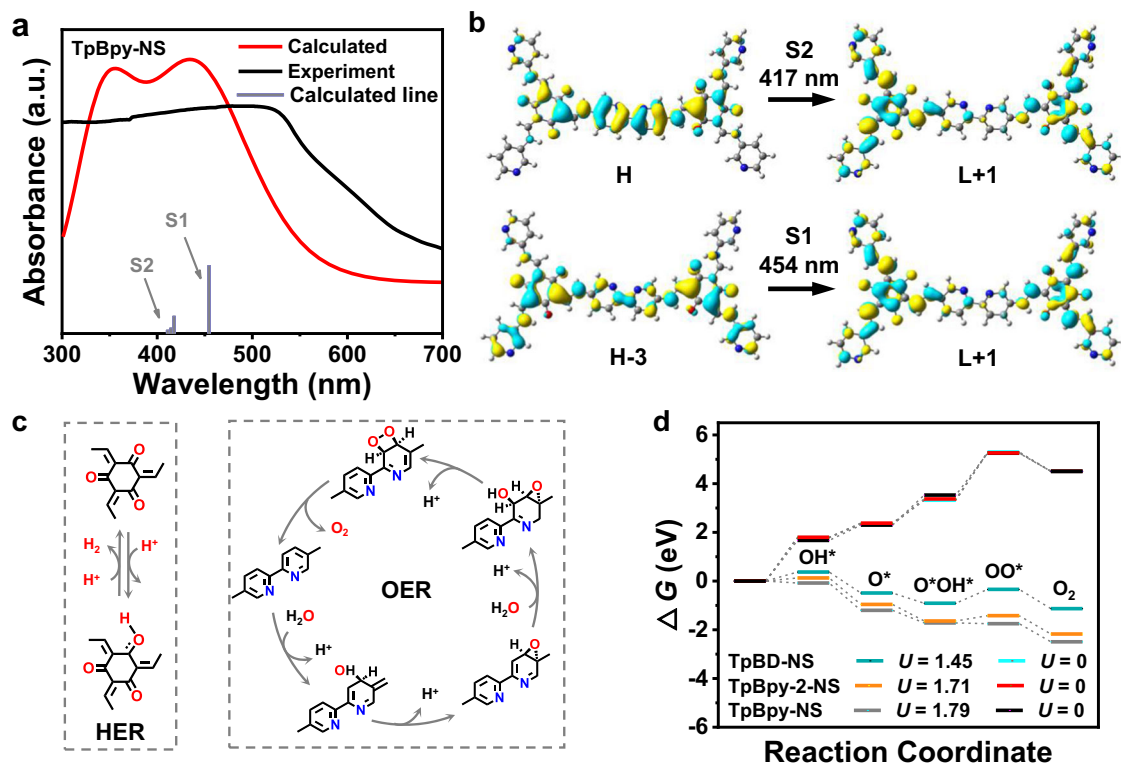 a
TpBpy-NS
Calculated
Experiment
Calculated line
S1
S2
Absorbance (a.u.)
300 400 500 600 700
Wavelength (nm)
b
S2
417 nm
H
L+1
S1
454 nm
H-3
L+1
c
O
O
O
H2
H+
H+
H
O
O
O
HER
O
O
H
H
N
N
H+
O2
N
N
H2O
H+
OH
H
N
N
H+
OER
H
HO
H
O
N
N
H+
H2O
H
O
N
N
d
6
4
2
0
-2
-4
-6
Δ G (eV)
OH*
O*
O*OH*
OO*
O2
TpBD-NS U = 1.45 U = 0
TpBpy-2-NS U = 1.71 U = 0
TpBpy-NS U = 1.79 U = 0
Reaction Coordinate